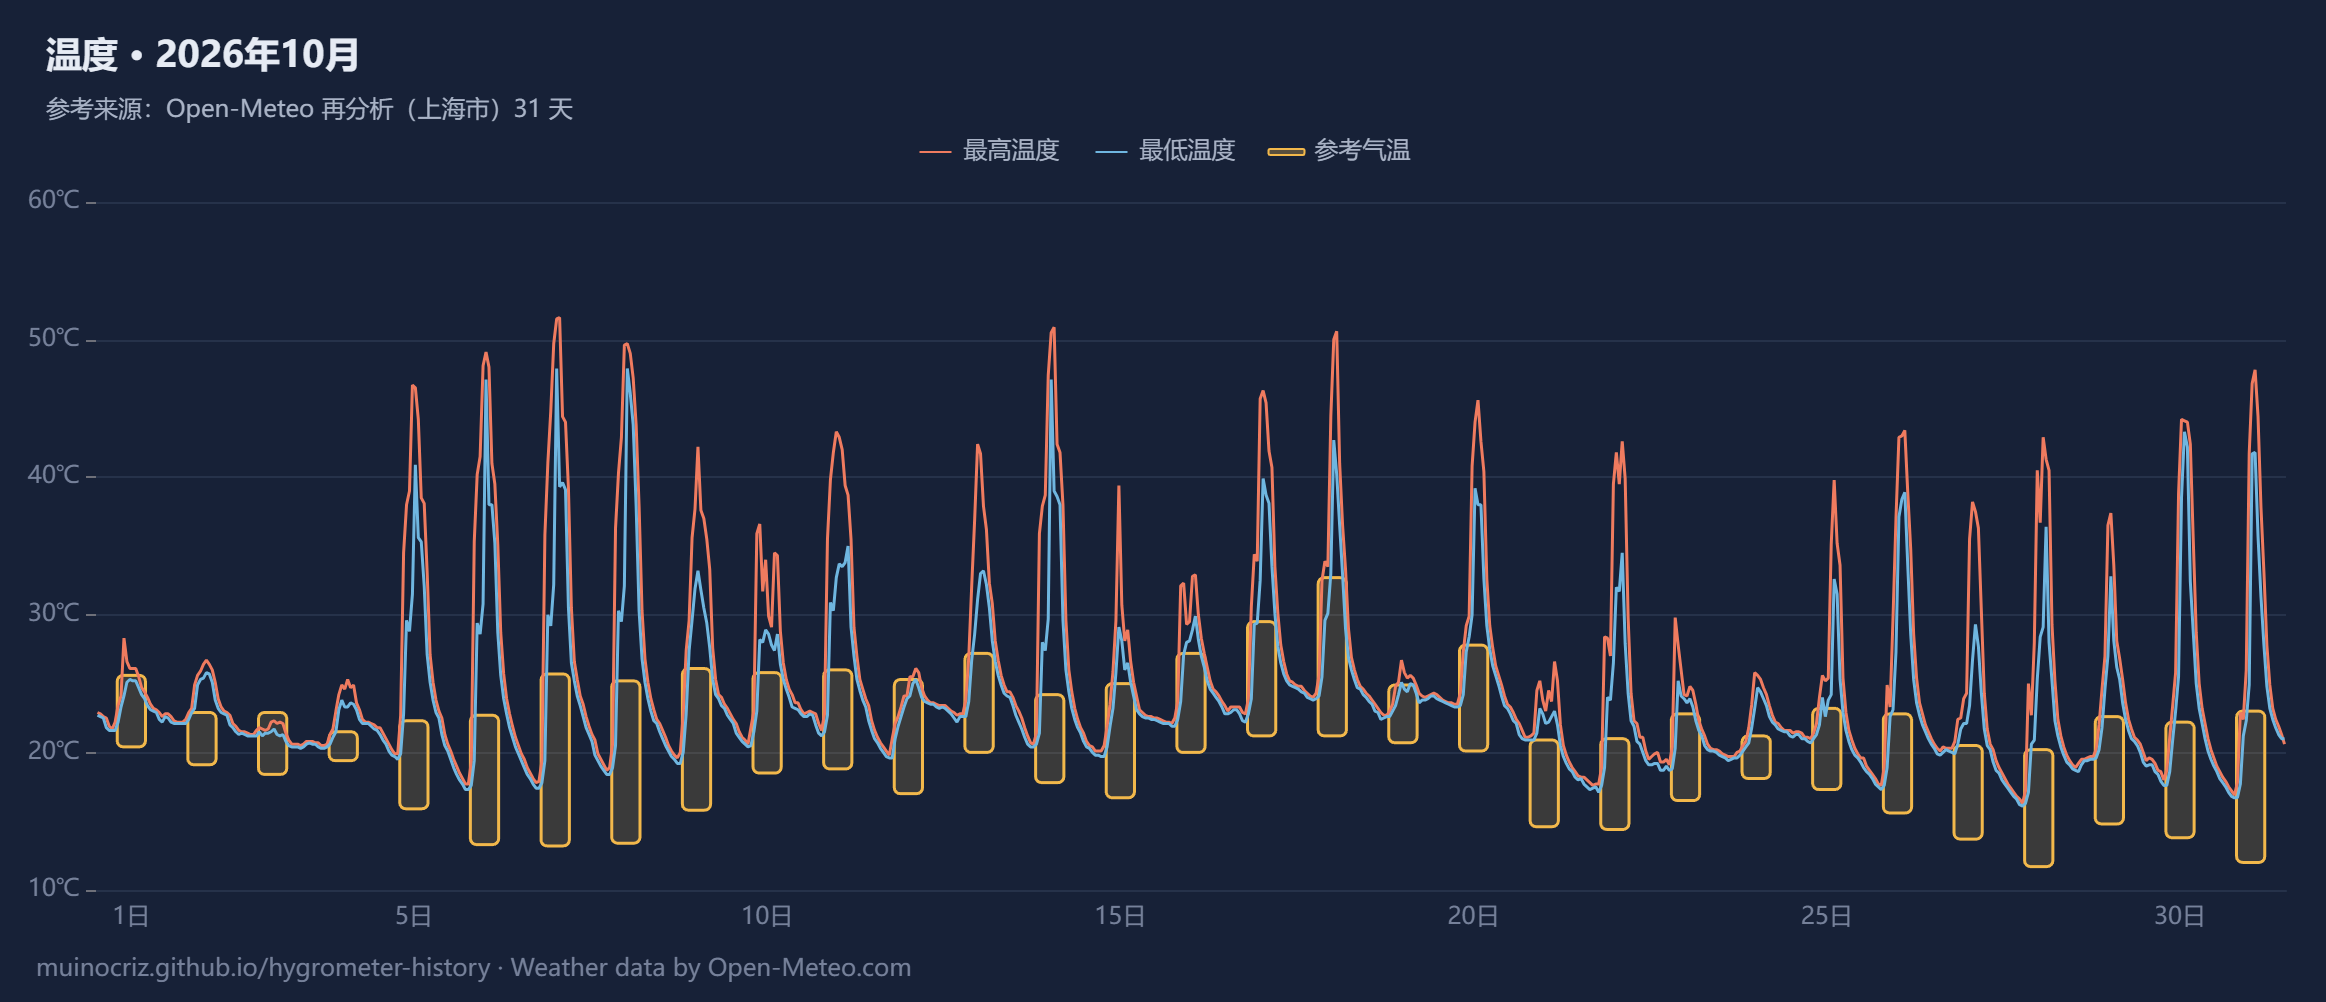 温度 • 2026年10月
参考来源：Open-Meteo 再分析（上海市）31 天
最高温度 最低温度 参考气温
60℃
50℃
40℃
30℃
20℃
10℃
1日 5日 10日 15日 20日 25日 30日
muinocriz.github.io/hygrometer-history · Weather data by Open-Meteo.com